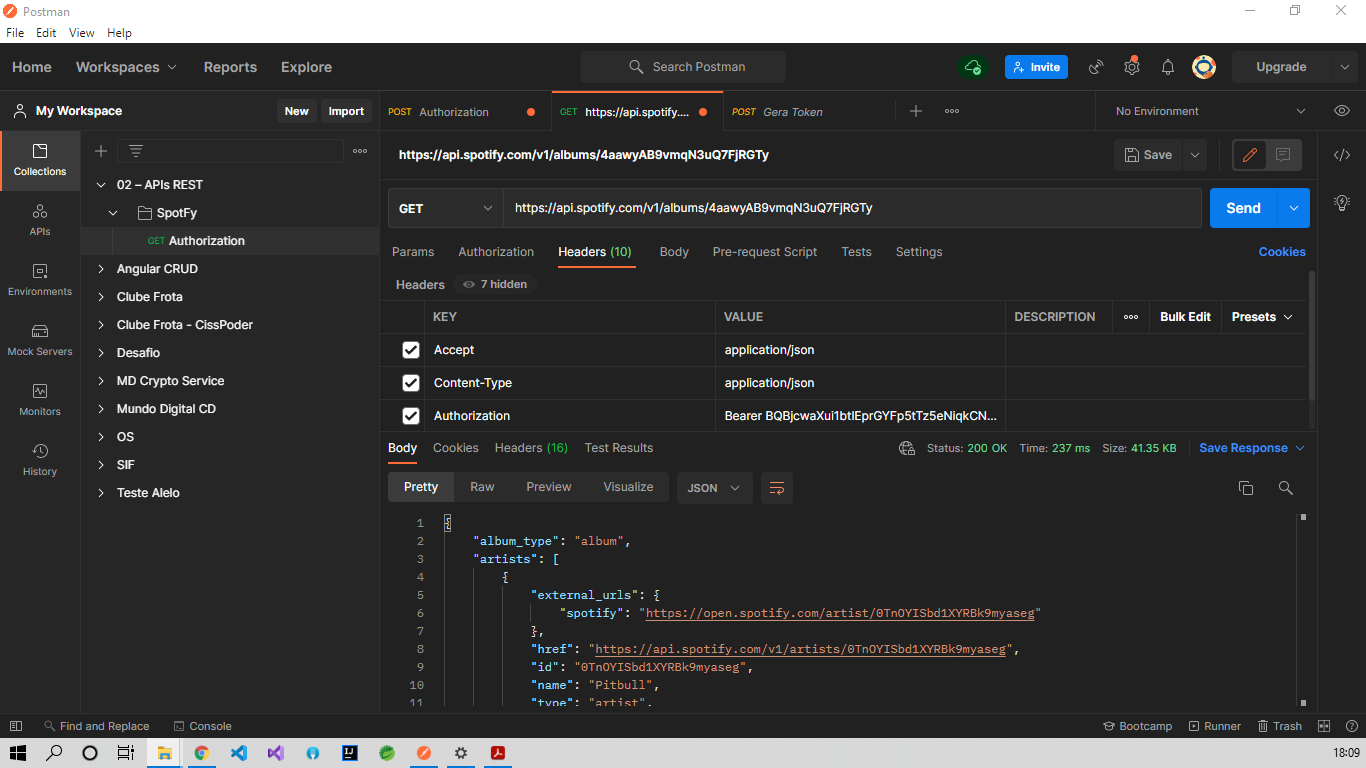 Postman
File Edit View Help
Home Workspaces Reports Explore Search Postman Invite Upgrade
My Workspace New Import
POST Authorization GET https://api.spotify.... POST Gera Token No Environment
https://api.spotify.com/v1/albums/4aawyAB9vmqN3uQ7FjRGTy Save
Collections
APIs
Environments
Mock Servers
Monitors
History
02 – APIs REST
SpotFy
GET Authorization
Angular CRUD
Clube Frota
Clube Frota - CissPoder
Desafio
MD Crypto Service
Mundo Digital CD
OS
SIF
Teste Alelo
GET https://api.spotify.com/v1/albums/4aawyAB9vmqN3uQ7FjRGTy Send
Params Authorization Headers (10) Body Pre-request Script Tests Settings Cookies
Headers 7 hidden
KEY VALUE DESCRIPTION Bulk Edit Presets
Accept application/json
Content-Type application/json
Authorization Bearer BQBjcwaXui1btlEprGYFp5tTz5eNiqkCN...
Body Cookies Headers (16) Test Results Status: 200 OK Time: 237 ms Size: 41.35 KB Save Response
Pretty Raw Preview Visualize JSON
1 {
2 "album_type": "album",
3 "artists": [
4 {
5 "external_urls": {
6 "spotify": "https://open.spotify.com/artist/0TnOYISbd1XYRBk9myaseg"
7 },
8 "href": "https://api.spotify.com/v1/artists/0TnOYISbd1XYRBk9myaseg",
9 "id": "0TnOYISbd1XYRBk9myaseg",
10 "name": "Pitbull",
11 "type": "artist",
Find and Replace Console Bootcamp Runner Trash
18:09